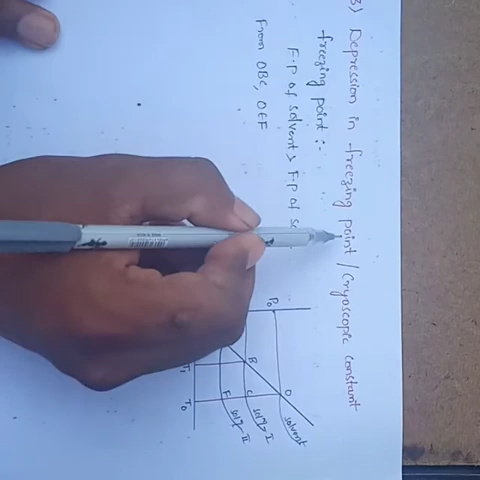 3) Depression in freezing point / Cryoscopic constant
freezing point :-
F.P of solvent > F.P of so
From OBC, OEF
P₀
O
B
C
F
T₁
T₀
solvent
solⁿ I
solⁿ II